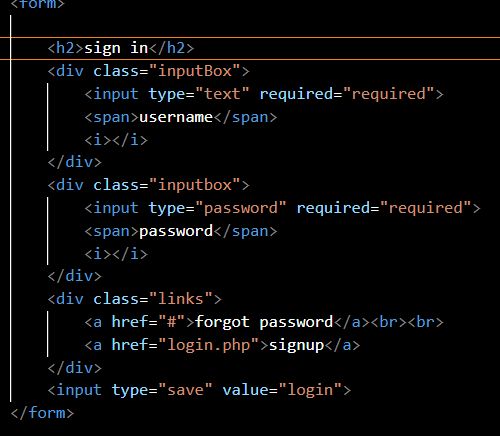 <form>
<h2>sign in</h2>
<div class="inputBox">
<input type="text" required="required">
<span>username</span>
<i></i>
</div>
<div class="inputbox">
<input type="password" required="required">
<span>password</span>
<i></i>
</div>
<div class="links">
<a href="#">forgot password</a><br><br>
<a href="login.php">signup</a>
</div>
<input type="save" value="login">
</form>